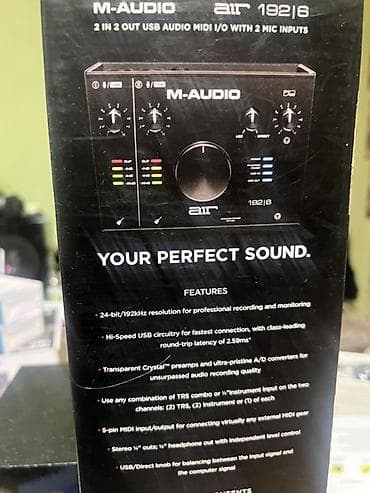 M-AUDIO AIR 192|6
2 IN 2 OUT USB AUDIO MIDI I/O WITH 2 MIC INPUTS
M-AUDIO
AIR
192|6
YOUR PERFECT SOUND.
FEATURES
• 24-bit/192kHz resolution for professional recording and monitoring
• Hi-Speed USB circuitry for fastest connection, with class-leading
round-trip latency of 2.59ms*
• Transparent Crystal™ preamps and ultra-pristine A/D converters for
unsurpassed audio recording quality
• Use any combination of TRS combo or ¼"instrument input on the two
channels: (2) TRS, (2) instrument or (1) of each
• 5-pin MIDI input/output for connecting virtually any external MIDI gear
• Stereo ¼" outs; ¼" headphone out with independent level control
• USB/Direct knob for balancing between the input signal and
the computer signal
CONTENTS